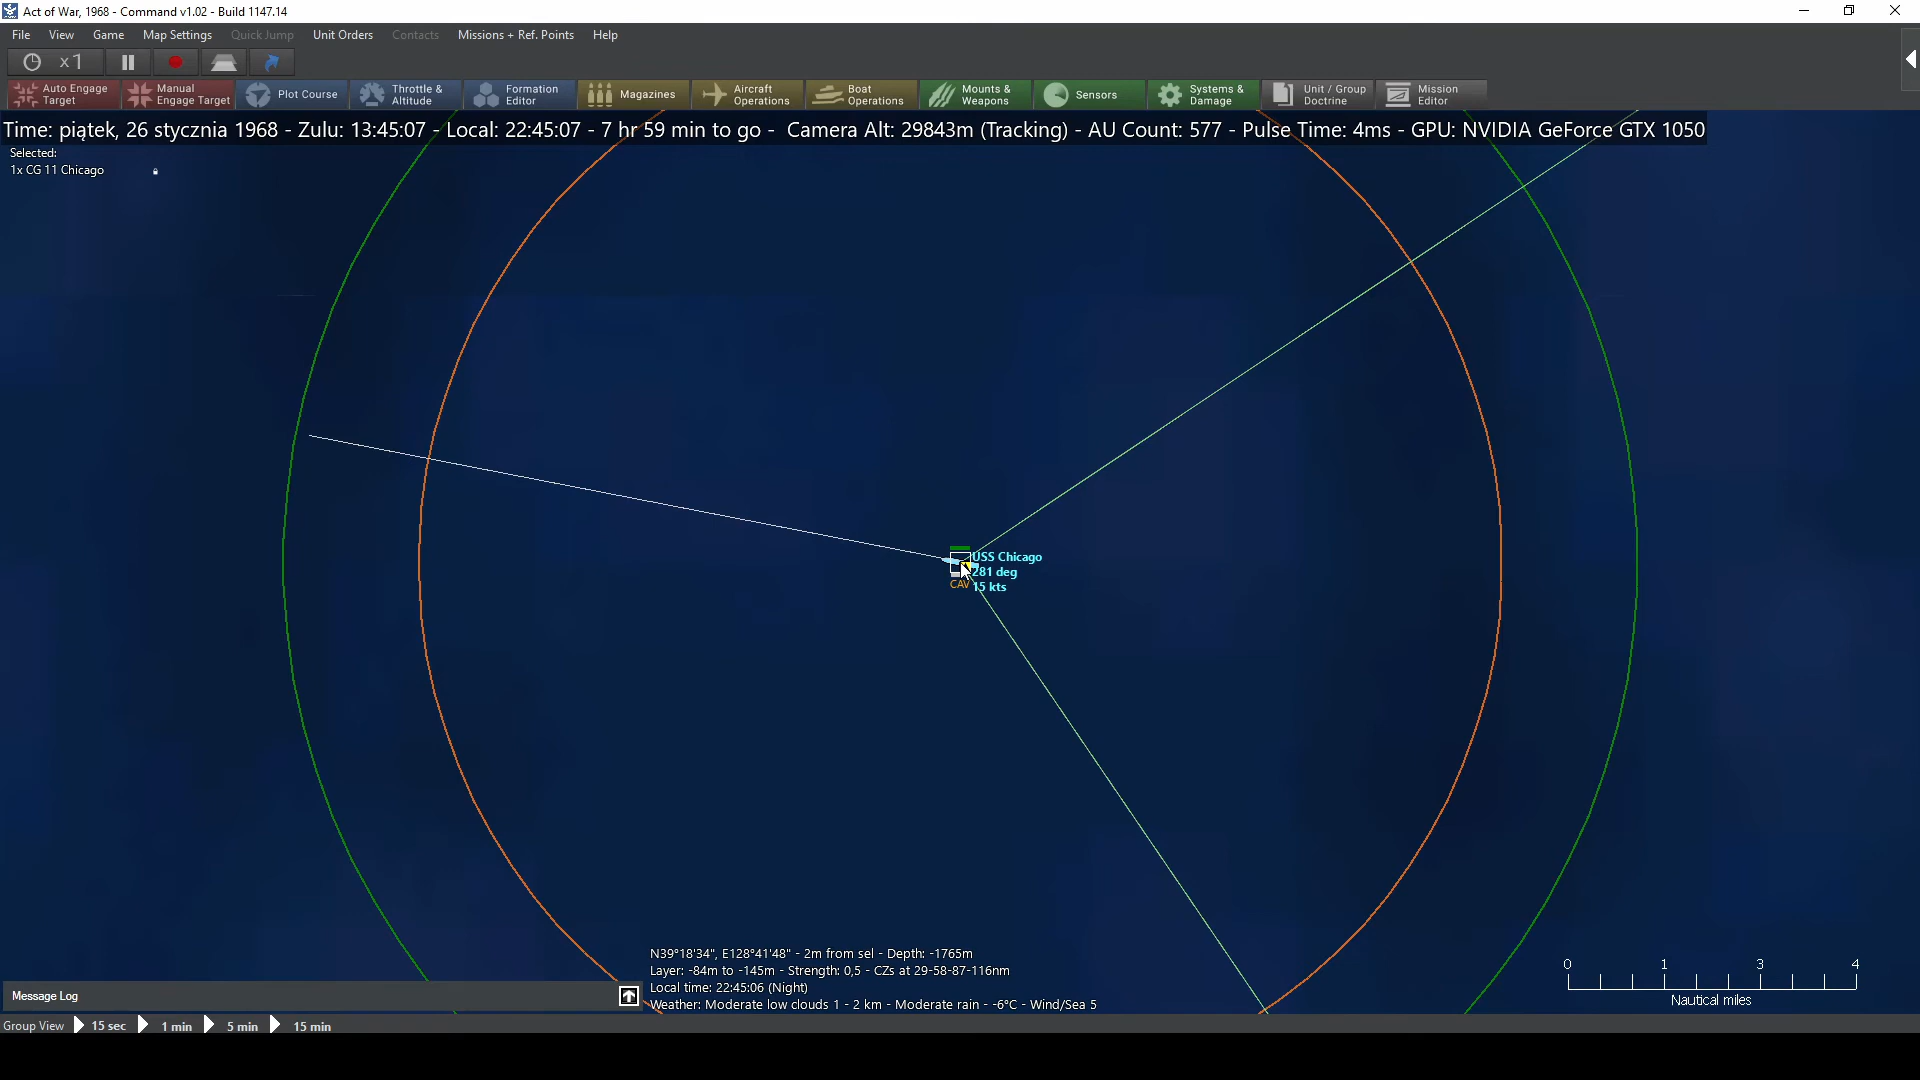 Act of War, 1968 - Command v1.02 - Build 1147.14
File View Game Map Settings Quick Jump Unit Orders Contacts Missions + Ref. Points Help
x1
Auto Engage Target
Manual Engage Target
Plot Course
Throttle & Altitude
Formation Editor
Magazines
Aircraft Operations
Boat Operations
Mounts & Weapons
Sensors
Systems & Damage
Unit / Group Doctrine
Mission Editor
Time: piątek, 26 stycznia 1968 - Zulu: 13:45:07 - Local: 22:45:07 - 7 hr 59 min to go - Camera Alt: 29843m (Tracking) - AU Count: 577 - Pulse Time: 4ms - GPU: NVIDIA GeForce GTX 1050
Selected:
1x CG 11 Chicago
USS Chicago
281 deg
CAV 15 kts
N39°18'34", E128°41'48" - 2m from sel - Depth: -1765m
Layer: -84m to -145m - Strength: 0,5 - CZs at 29-58-87-116nm
Local time: 22:45:06 (Night)
Weather: Moderate low clouds 1 - 2 km - Moderate rain - -6°C - Wind/Sea 5
0 1 3 4
Nautical miles
Message Log
Group View 15 sec 1 min 5 min 15 min